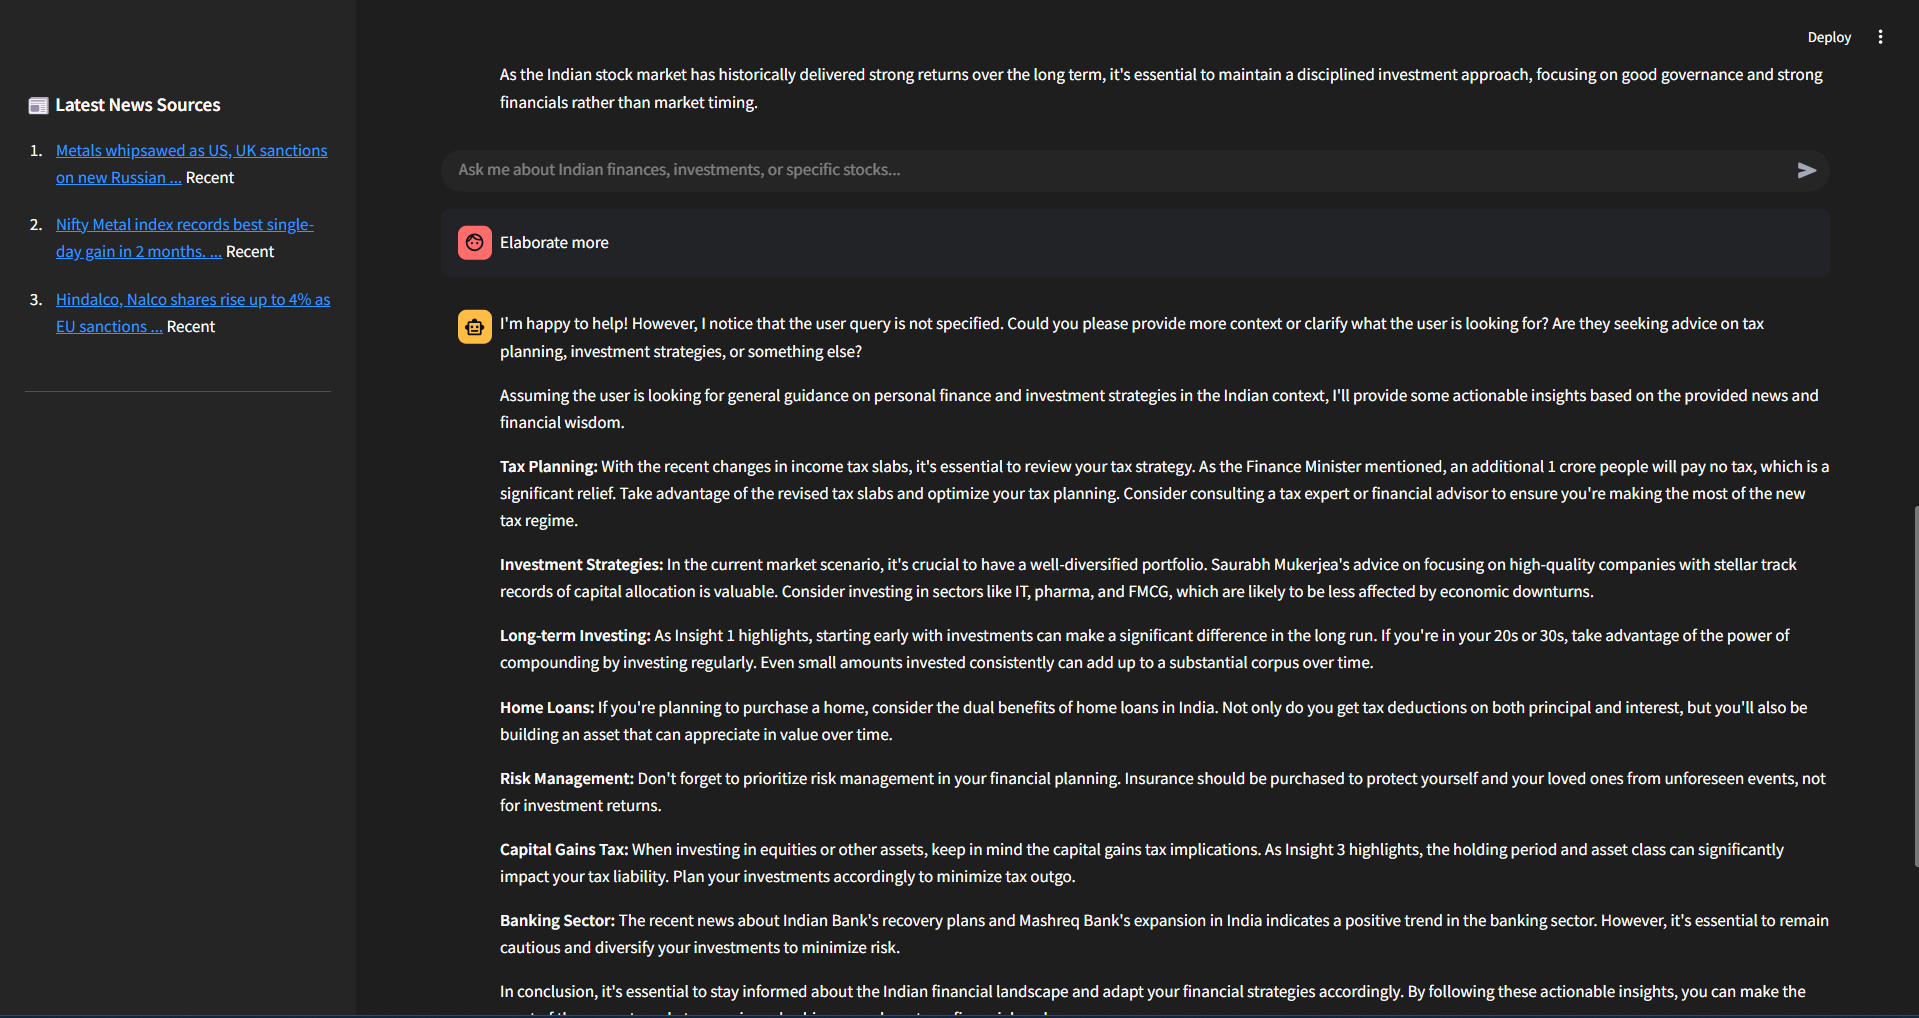 Deploy
Latest News Sources
1. Metals whipsawed as US, UK sanctions
on new Russian ... Recent
2. Nifty Metal index records best single-
day gain in 2 months. ... Recent
3. Hindalco, Nalco shares rise up to 4% as
EU sanctions ... Recent
As the Indian stock market has historically delivered strong returns over the long term, it's essential to maintain a disciplined investment approach, focusing on good governance and strong
financials rather than market timing.
Ask me about Indian finances, investments, or specific stocks...
Elaborate more
I'm happy to help! However, I notice that the user query is not specified. Could you please provide more context or clarify what the user is looking for? Are they seeking advice on tax
planning, investment strategies, or something else?
Assuming the user is looking for general guidance on personal finance and investment strategies in the Indian context, I'll provide some actionable insights based on the provided news and
financial wisdom.
Tax Planning: With the recent changes in income tax slabs, it's essential to review your tax strategy. As the Finance Minister mentioned, an additional 1 crore people will pay no tax, which is a
significant relief. Take advantage of the revised tax slabs and optimize your tax planning. Consider consulting a tax expert or financial advisor to ensure you're making the most of the new
tax regime.
Investment Strategies: In the current market scenario, it's crucial to have a well-diversified portfolio. Saurabh Mukerjea's advice on focusing on high-quality companies with stellar track
records of capital allocation is valuable. Consider investing in sectors like IT, pharma, and FMCG, which are likely to be less affected by economic downturns.
Long-term Investing: As Insight 1 highlights, starting early with investments can make a significant difference in the long run. If you're in your 20s or 30s, take advantage of the power of
compounding by investing regularly. Even small amounts invested consistently can add up to a substantial corpus over time.
Home Loans: If you're planning to purchase a home, consider the dual benefits of home loans in India. Not only do you get tax deductions on both principal and interest, but you'll also be
building an asset that can appreciate in value over time.
Risk Management: Don't forget to prioritize risk management in your financial planning. Insurance should be purchased to protect yourself and your loved ones from unforeseen events, not
for investment returns.
Capital Gains Tax: When investing in equities or other assets, keep in mind the capital gains tax implications. As Insight 3 highlights, the holding period and asset class can significantly
impact your tax liability. Plan your investments accordingly to minimize tax outgo.
Banking Sector: The recent news about Indian Bank's recovery plans and Mashreq Bank's expansion in India indicates a positive trend in the banking sector. However, it's essential to remain
cautious and diversify your investments to minimize risk.
In conclusion, it's essential to stay informed about the Indian financial landscape and adapt your financial strategies accordingly. By following these actionable insights, you can make the